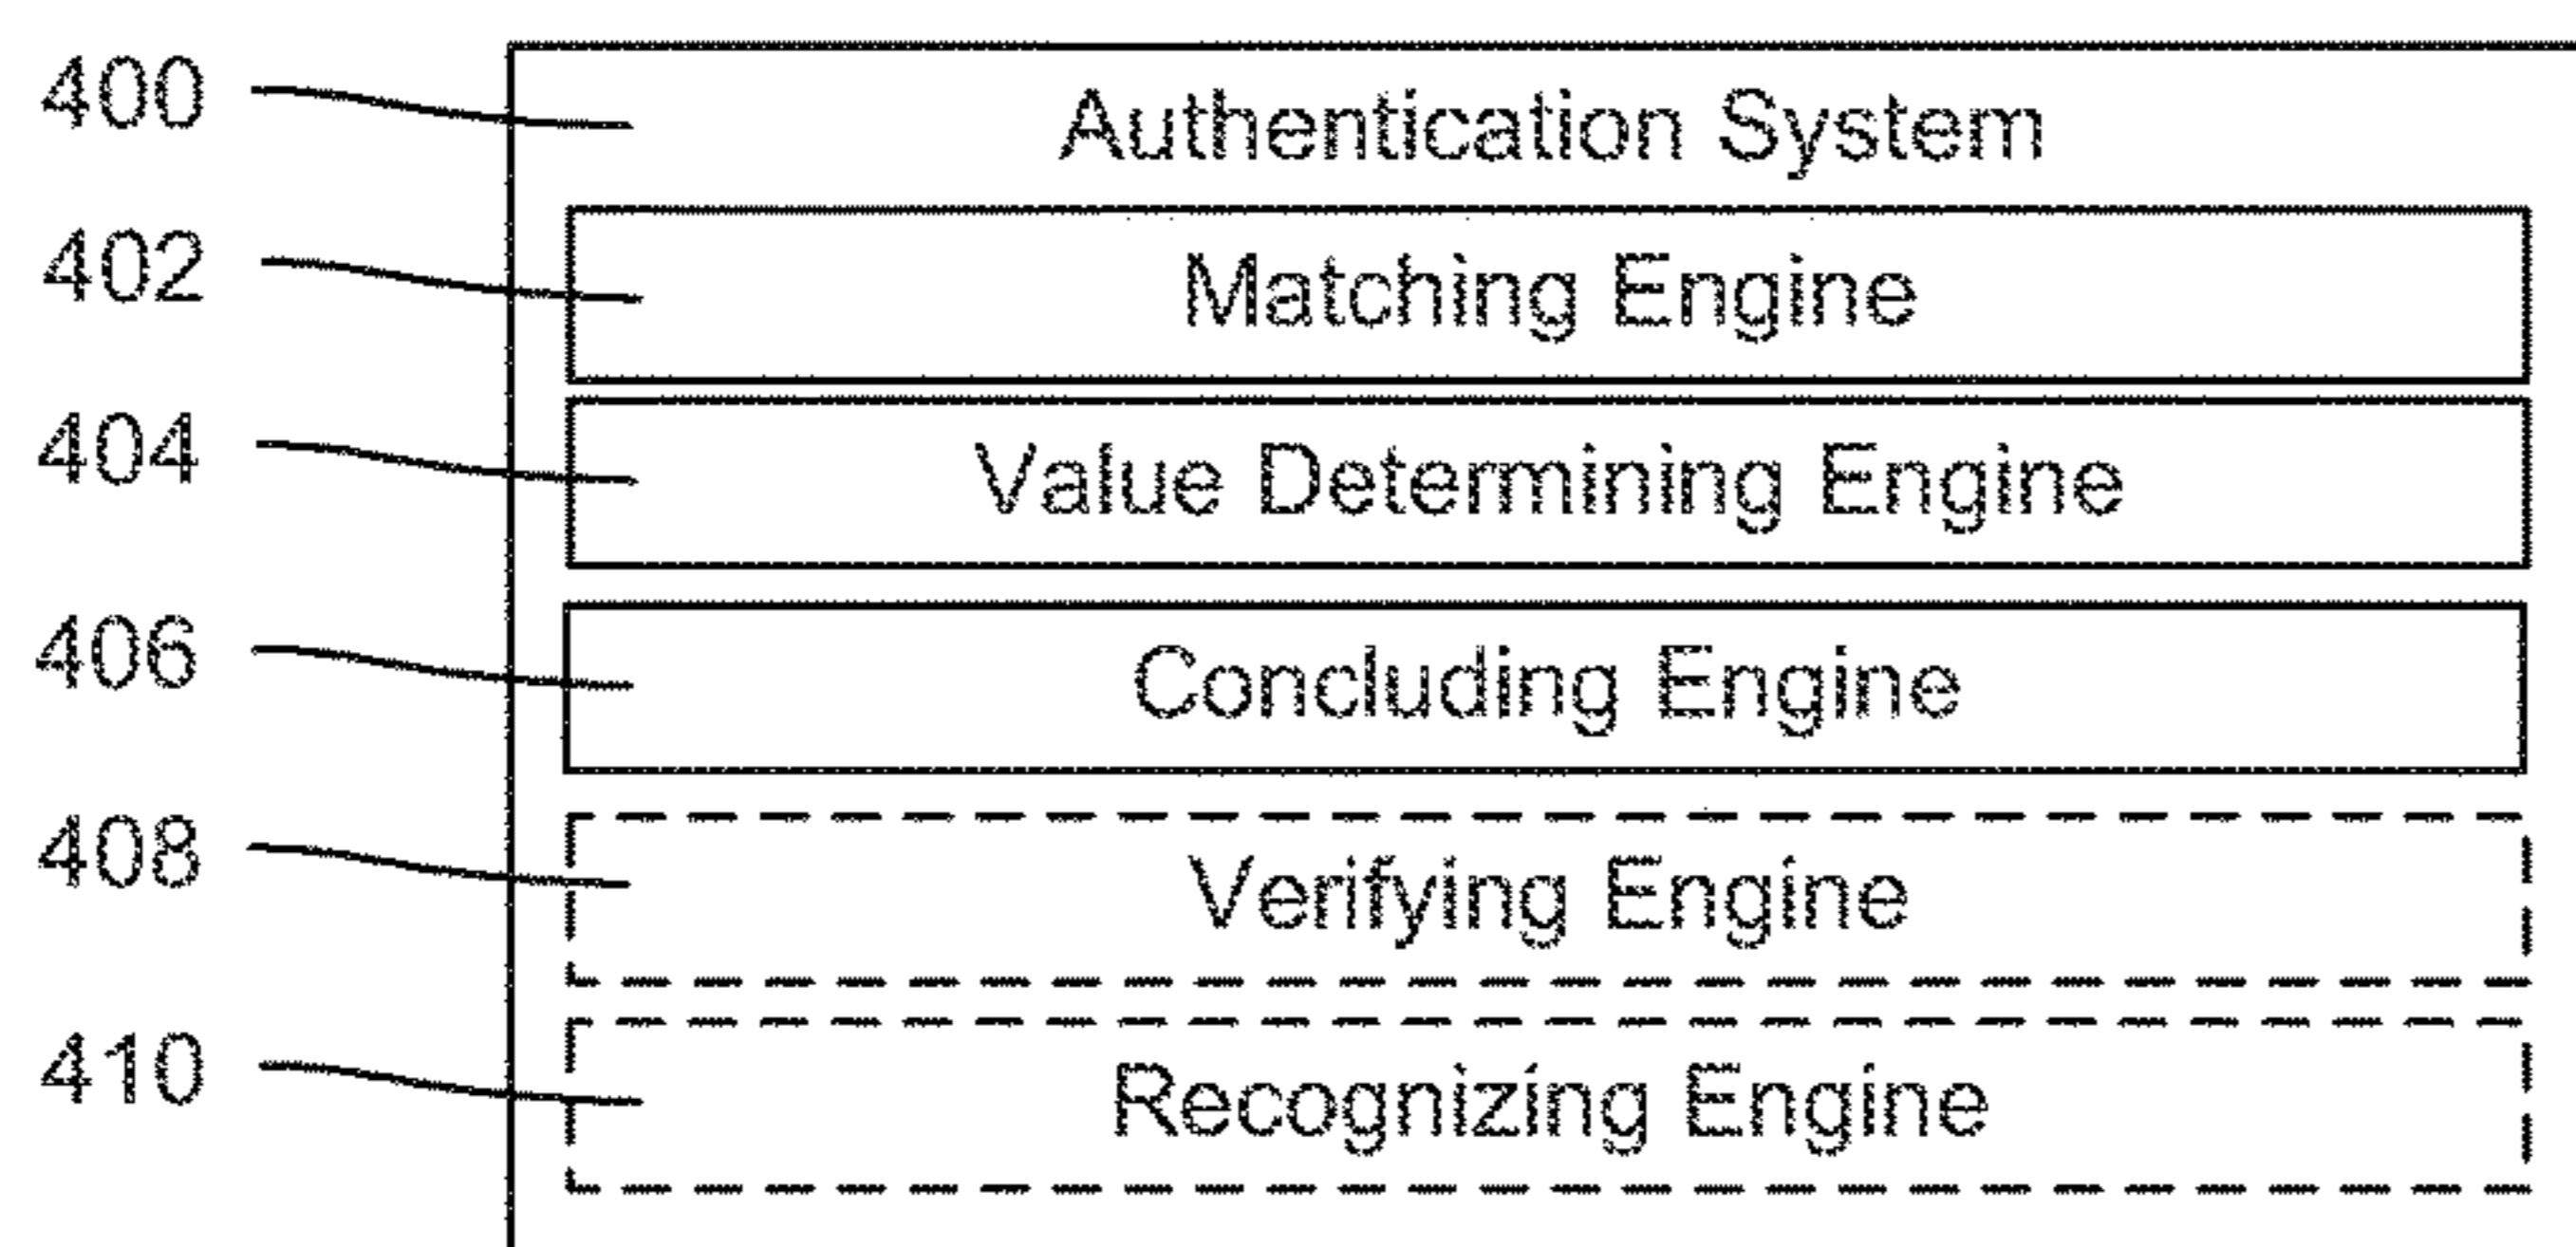 400 Authentication System
402 Matching Engine
404 Value Determining Engine
406 Concluding Engine
408 Verifying Engine
410 Recognizing Engine